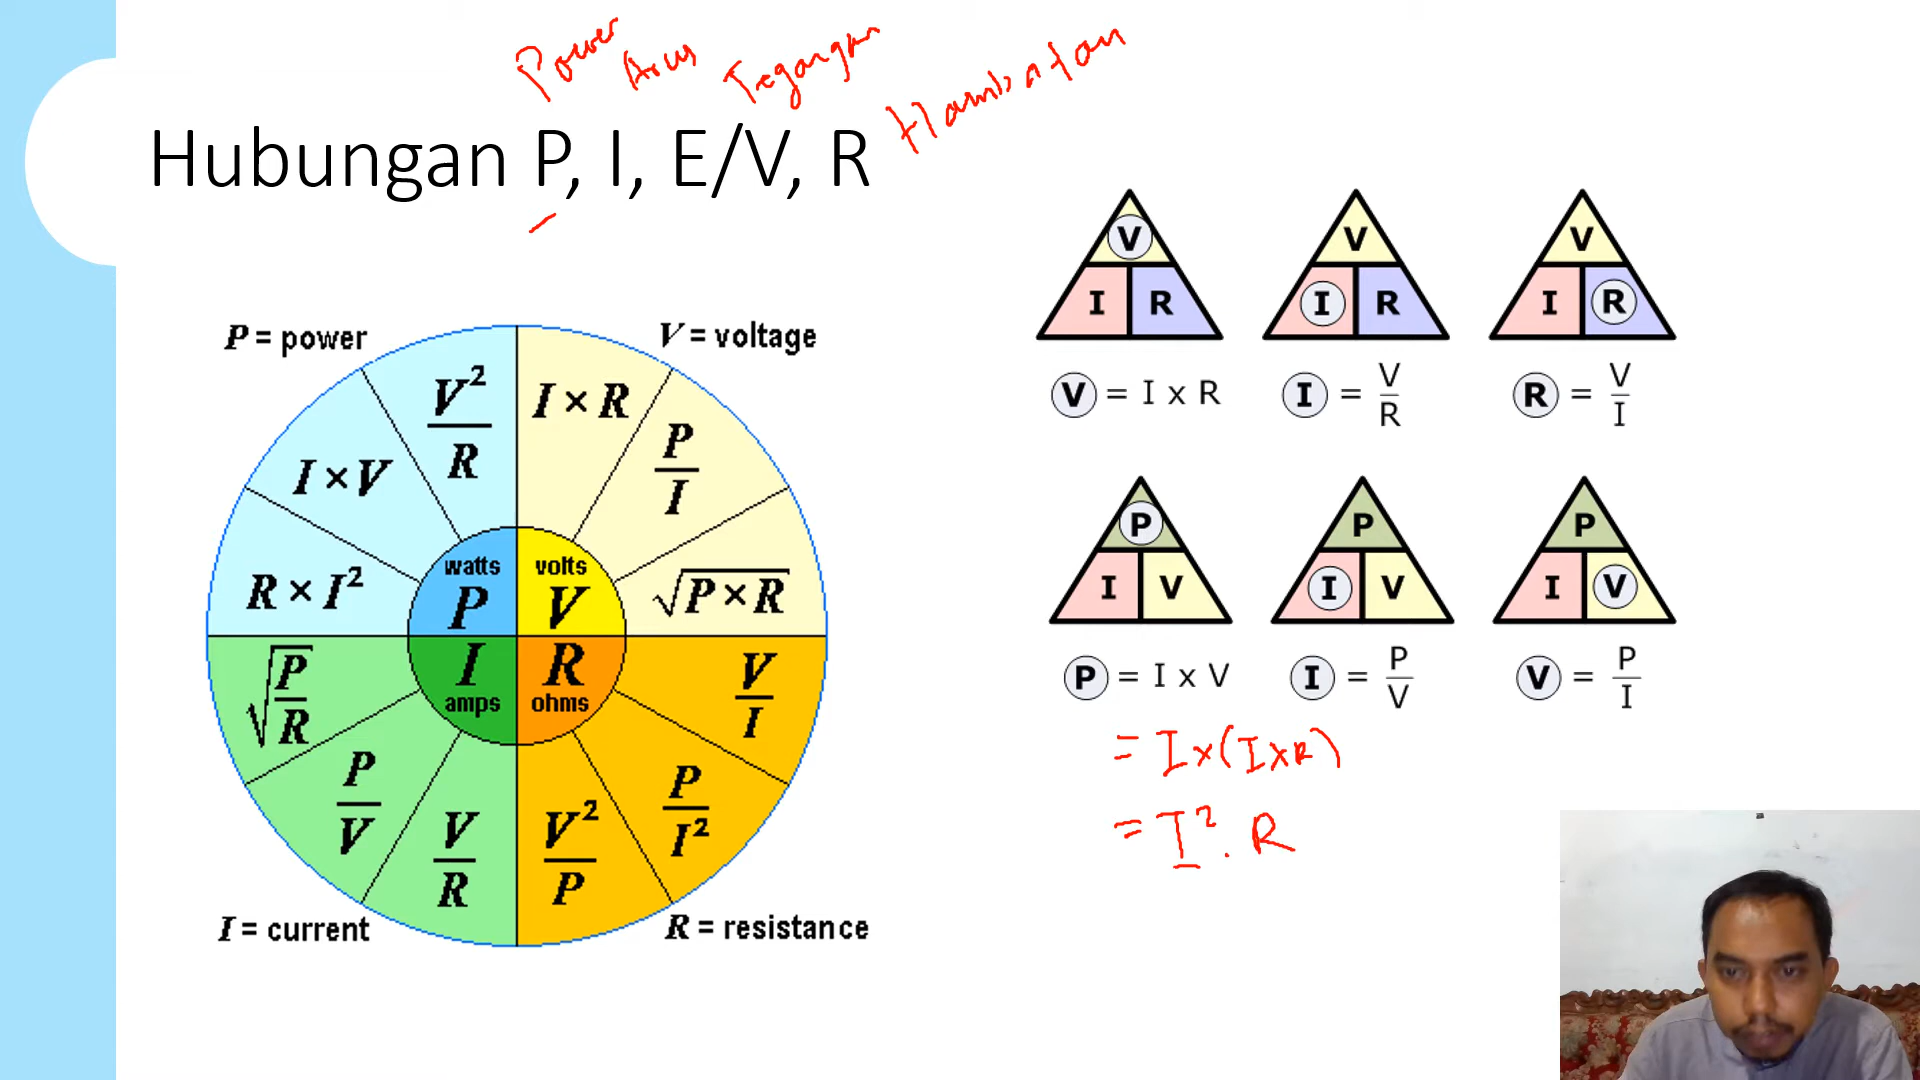 Power
Arus
Tegangan
Hambatan
Hubungan P, I, E/V, R
P = power
V = voltage
V²/R
I × R
I × V
P/I
R × I²
√(P × R)
watts
P
volts
V
I
amps
R
ohms
√(P/R)
V/I
P/V
P/I²
V/R
V²/P
I = current
R = resistance
V
I R
V
I R
V
I R
V = I x R
I = V/R
R = V/I
P
I V
P
I V
P
I V
P = I x V
I = P/V
V = P/I
= I x (I x R)
= I² . R